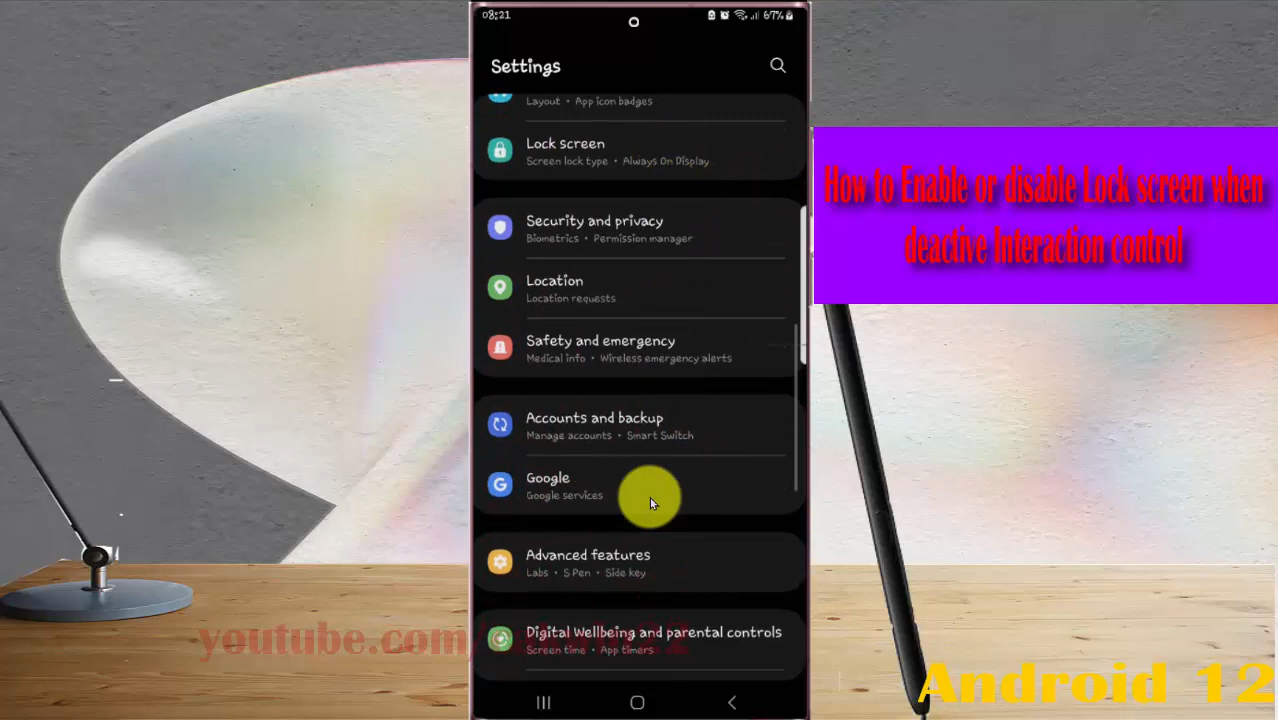 08:21
67%
Settings
Layout • App icon badges
Lock screen
Screen lock type • Always On Display
Security and privacy
Biometrics • Permission manager
Location
Location requests
Safety and emergency
Medical info • Wireless emergency alerts
Accounts and backup
Manage accounts • Smart Switch
Google
Google services
Advanced features
Labs • S Pen • Side key
Digital Wellbeing and parental controls
Screen time • App timers
How to Enable or disable Lock screen when
deactive Interaction control
youtube.com/
Android 12